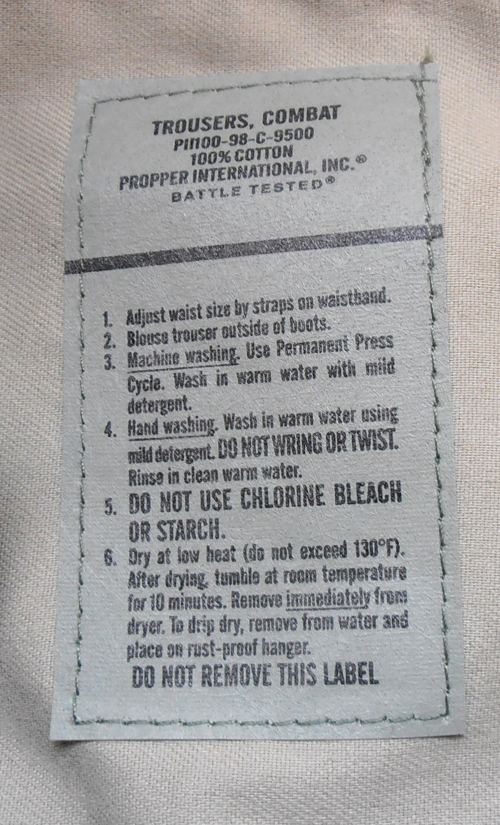 TROUSERS, COMBAT
PII100-98-C-9500
100% COTTON
PROPPER INTERNATIONAL, INC.®
BATTLE TESTED®
1. Adjust waist size by straps on waistband.
2. Blouse trouser outside of boots.
3. Machine washing. Use Permanent Press
Cycle. Wash in warm water with mild
detergent.
4. Hand washing. Wash in warm water using
mild detergent. DO NOT WRING OR TWIST.
Rinse in clean warm water.
5. DO NOT USE CHLORINE BLEACH
OR STARCH.
6. Dry at low heat (do not exceed 130°F).
After drying, tumble at room temperature
for 10 minutes. Remove immediately from
dryer. To drip dry, remove from water and
place on rust-proof hanger.
DO NOT REMOVE THIS LABEL